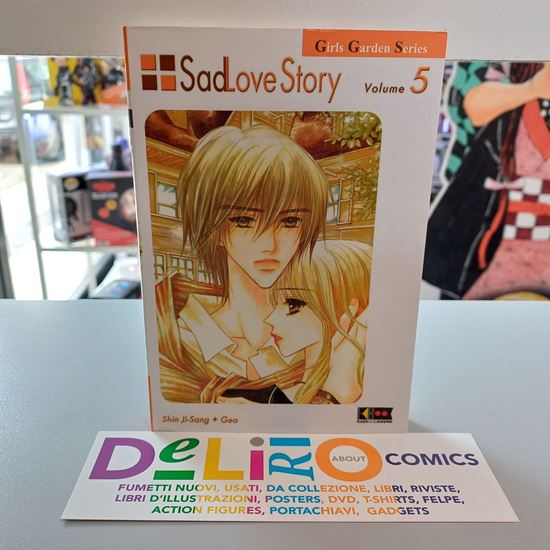 Girls Garden Series
SadLove Story
Volume 5
Shin Ji-Sang + Geo
DeLiRiO ABOUT COMICS
FUMETTI NUOVI, USATI, DA COLLEZIONE, LIBRI, RIVISTE,
LIBRI D'ILLUSTRAZIONI, POSTERS, DVD, T-SHIRTS, FELPE,
ACTION FIGURES, PORTACHIAVI, GADGETS